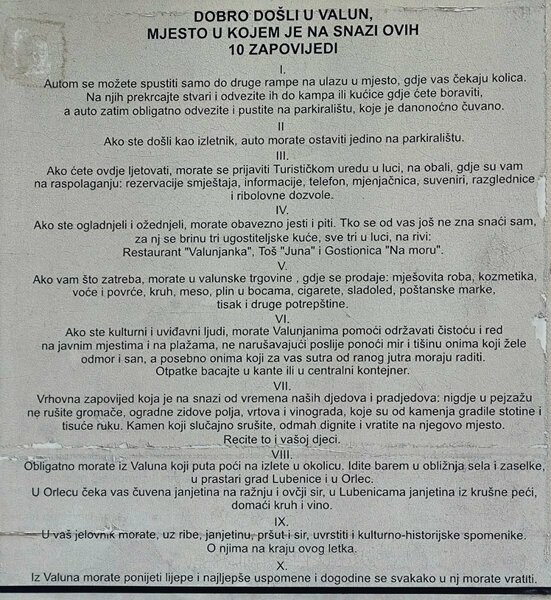 DOBRO DOŠLI U VALUN,
MJESTO U KOJEM JE NA SNAZI OVIH
10 ZAPOVIJEDI
I.
Autom se možete spustiti samo do druge rampe na ulazu u mjesto, gdje vas čekaju kolica.
Na njih prekrcajte stvari i odvezite ih do kampa ili kućice gdje ćete boraviti,
a auto zatim obligatno odvezite i pustite na parkiralištu, koje je danonoćno čuvano.
II
Ako ste došli kao izletnik, auto morate ostaviti jedino na parkiralištu.
III.
Ako ćete ovdje ljetovati, morate se prijaviti Turističkom uredu u luci, na obali, gdje su vam
na raspolaganju: rezervacije smještaja, informacije, telefon, mjenjačnica, suveniri, razglednice
i ribolovne dozvole.
IV.
Ako ste ogladnjeli i ožednjeli, morate obavezno jesti i piti. Tko se od vas još ne zna snaći sam,
za nj se brinu tri ugostiteljske kuće, sve tri u luci, na rivi:
Restaurant "Valunjanka", Toš "Juna" i Gostionica "Na moru".
V.
Ako vam što zatreba, morate u valunske trgovine , gdje se prodaje: mješovita roba, kozmetika,
voće i povrće, kruh, meso, plin u bocama, cigarete, sladoled, poštanske marke,
tisak i druge potrepštine.
VI.
Ako ste kulturni i uviđavni ljudi, morate Valunjanima pomoći održavati čistoću i red
na javnim mjestima i na plažama, ne narušavajući poslije ponoći mir i tišinu onima koji žele
odmor i san, a posebno onima koji za vas sutra od ranog jutra moraju raditi.
Otpatke bacajte u kante ili u centralni kontejner.
VII.
Vrhovna zapovijed koja je na snazi od vremena naših djedova i pradjedova: nigdje u pejzažu
ne rušite gromače, ogradne zidove polja, vrtova i vinograda, koje su od kamena gradile stotine i
tisuće ruku. Kamen koji slučajno srušite, odmah dignite i vratite na njegovo mjesto.
Recite to i vašoj djeci.
VIII.
Obligatno morate iz Valuna koji puta poći na izlete u okolicu. Idite barem u obližnja sela i zaselke,
u prastari grad Lubenice i u Orlec.
U Orlecu čeka vas čuvena janjetina na ražnju i ovčji sir, u Lubenicama janjetina iz krušne peći,
domaći kruh i vino.
IX.
U vaš jelovnik morate, uz ribe, janjetinu, pršut i sir, uvrstiti i kulturno-historijske spomenike.
O njima na kraju ovog letka.
X.
Iz Valuna morate ponijeti lijepe i najljepše uspomene i dogodine se svakako u nj morate vratiti.